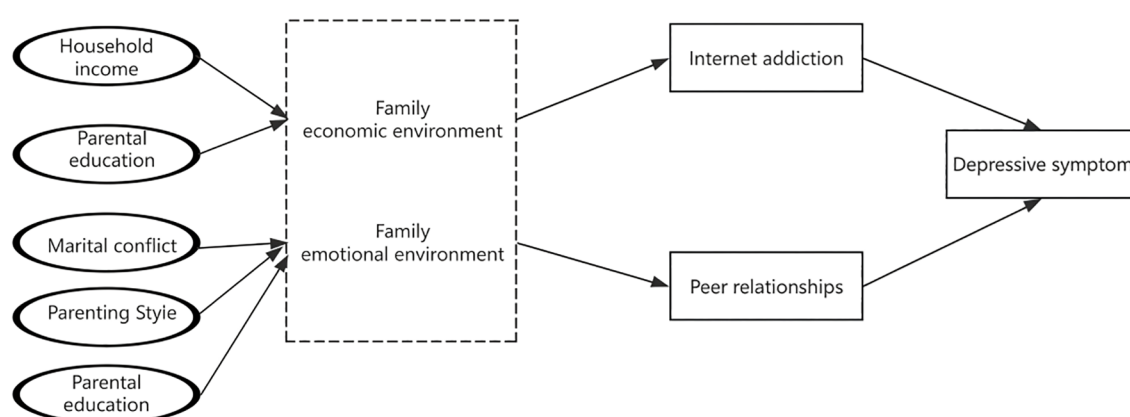 Household
income
Parental
education
Marital conflict
Parenting Styie
Parental
education
Family
economic environment
Family
emotional environment
Internet addiction
Peer relationships
Depressive symptom